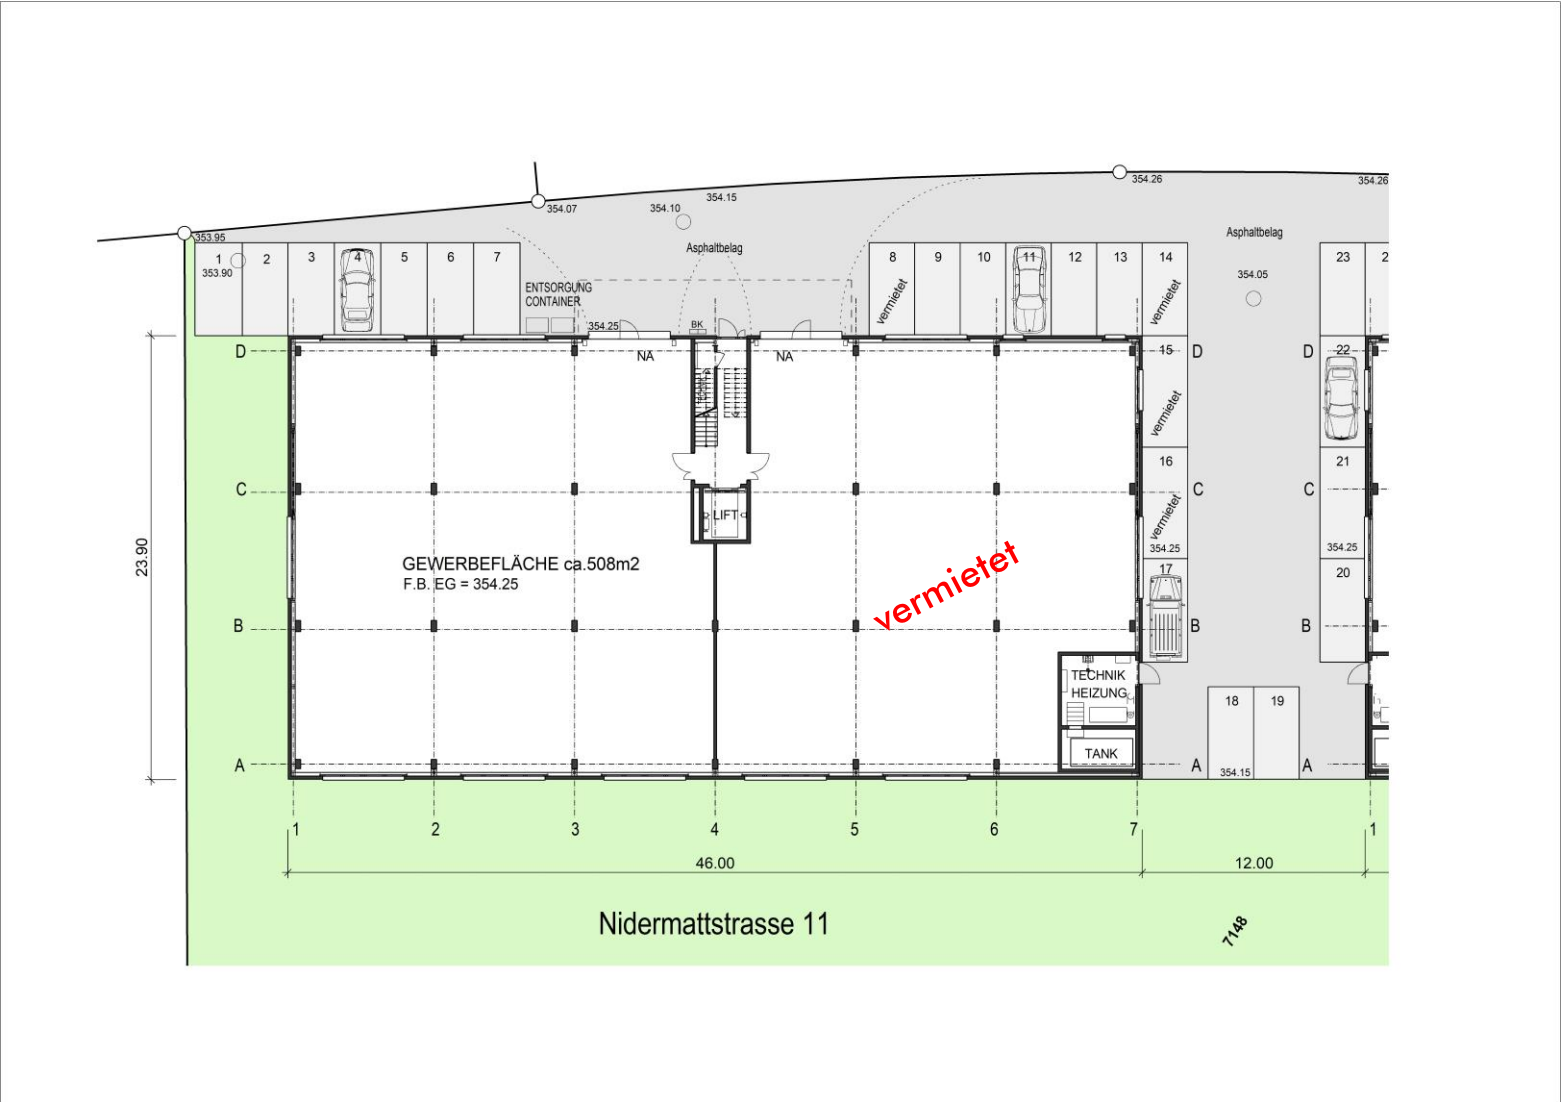 354.26
354.26
354.15
354.07
354.10
353.95
Asphaltbelag
Asphaltbelag
1
2
3
4
5
6
7
8
9
10
11
12
13
14
23
2
353.90
354.05
ENTSORGUNG
CONTAINER
vermietet
vermietet
354.25
BK
NA
NA
D
15
D
D
22
vermietet
C
16
C
21
C
vermietet
LIFT
354.25
354.25
23.90
GEWERBEFLÄCHE ca.508m2
F.B. EG = 354.25
vermietet
17
20
B
B
B
TECHNIK
HEIZUNG
18
19
TANK
A
A
354.15
A
1
2
3
4
5
6
7
1
46.00
12.00
Nidermattstrasse 11
7148